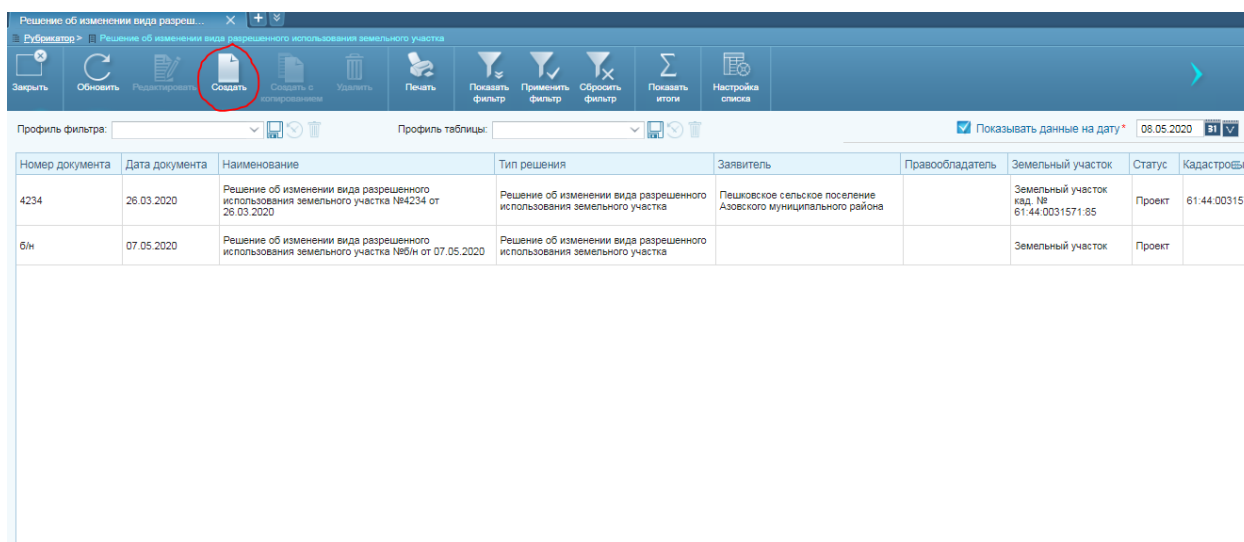 Решение об изменении вида разреш...
Рубрикатор > Решение об изменении вида разрешенного использования земельного участка
Закрыть Обновить Редактировать Создать Создать с копированием Удалить Печать Показать фильтр Применить фильтр Сбросить фильтр Показать итоги Настройка списка
Профиль фильтра: Профиль таблицы: Показывать данные на дату* 08.05.2020 31
Номер документа Дата документа Наименование Тип решения Заявитель Правообладатель Земельный участок Статус
4234 26.03.2020 Решение об изменении вида разрешенного использования земельного участка №4234 от 26.03.2020 Решение об изменении вида разрешенного использования земельного участка Пешковское сельское поселение Азовского муниципального района Земельный участок кад. № 61:44:0031571:85 Проект 61:44:00315
б/н 07.05.2020 Решение об изменении вида разрешенного использования земельного участка №б/н от 07.05.2020 Решение об изменении вида разрешенного использования земельного участка Земельный участок Проект